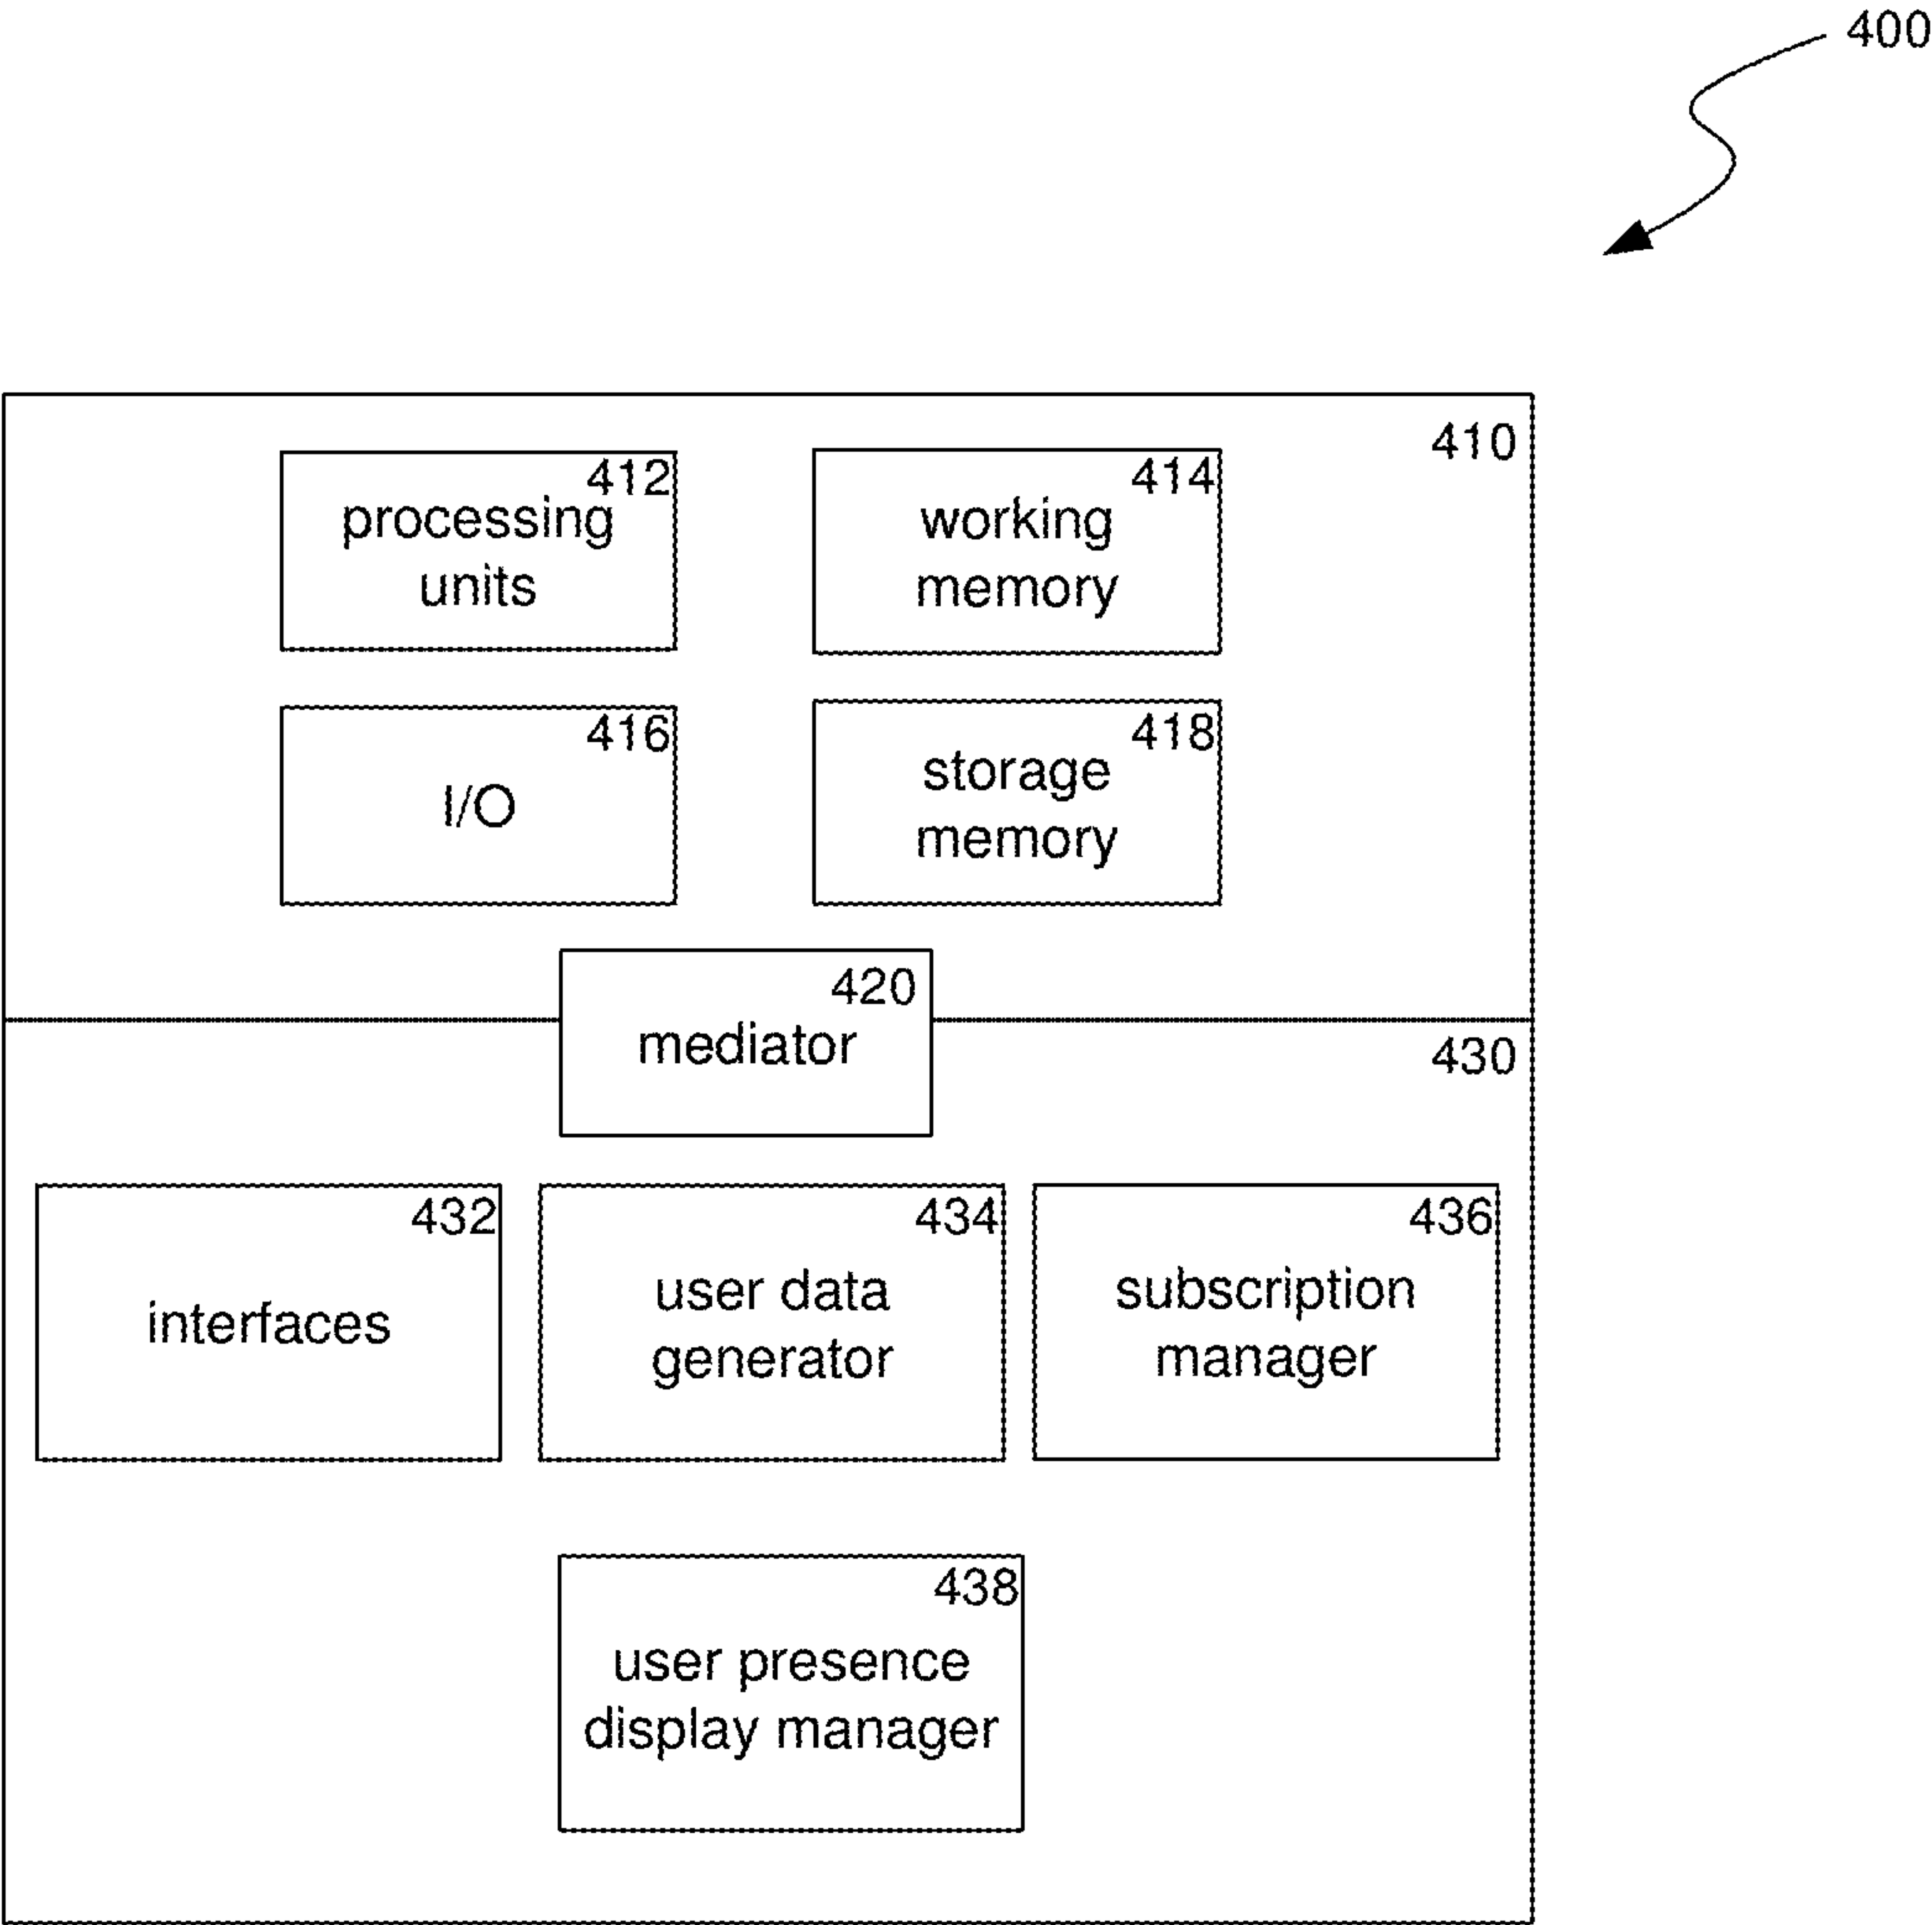 400
410
412
processing
units
414
working
memory
416
I/O
418
storage
memory
420
mediator
430
432
interfaces
434
user data
generator
436
subscription
manager
438
user presence
display manager